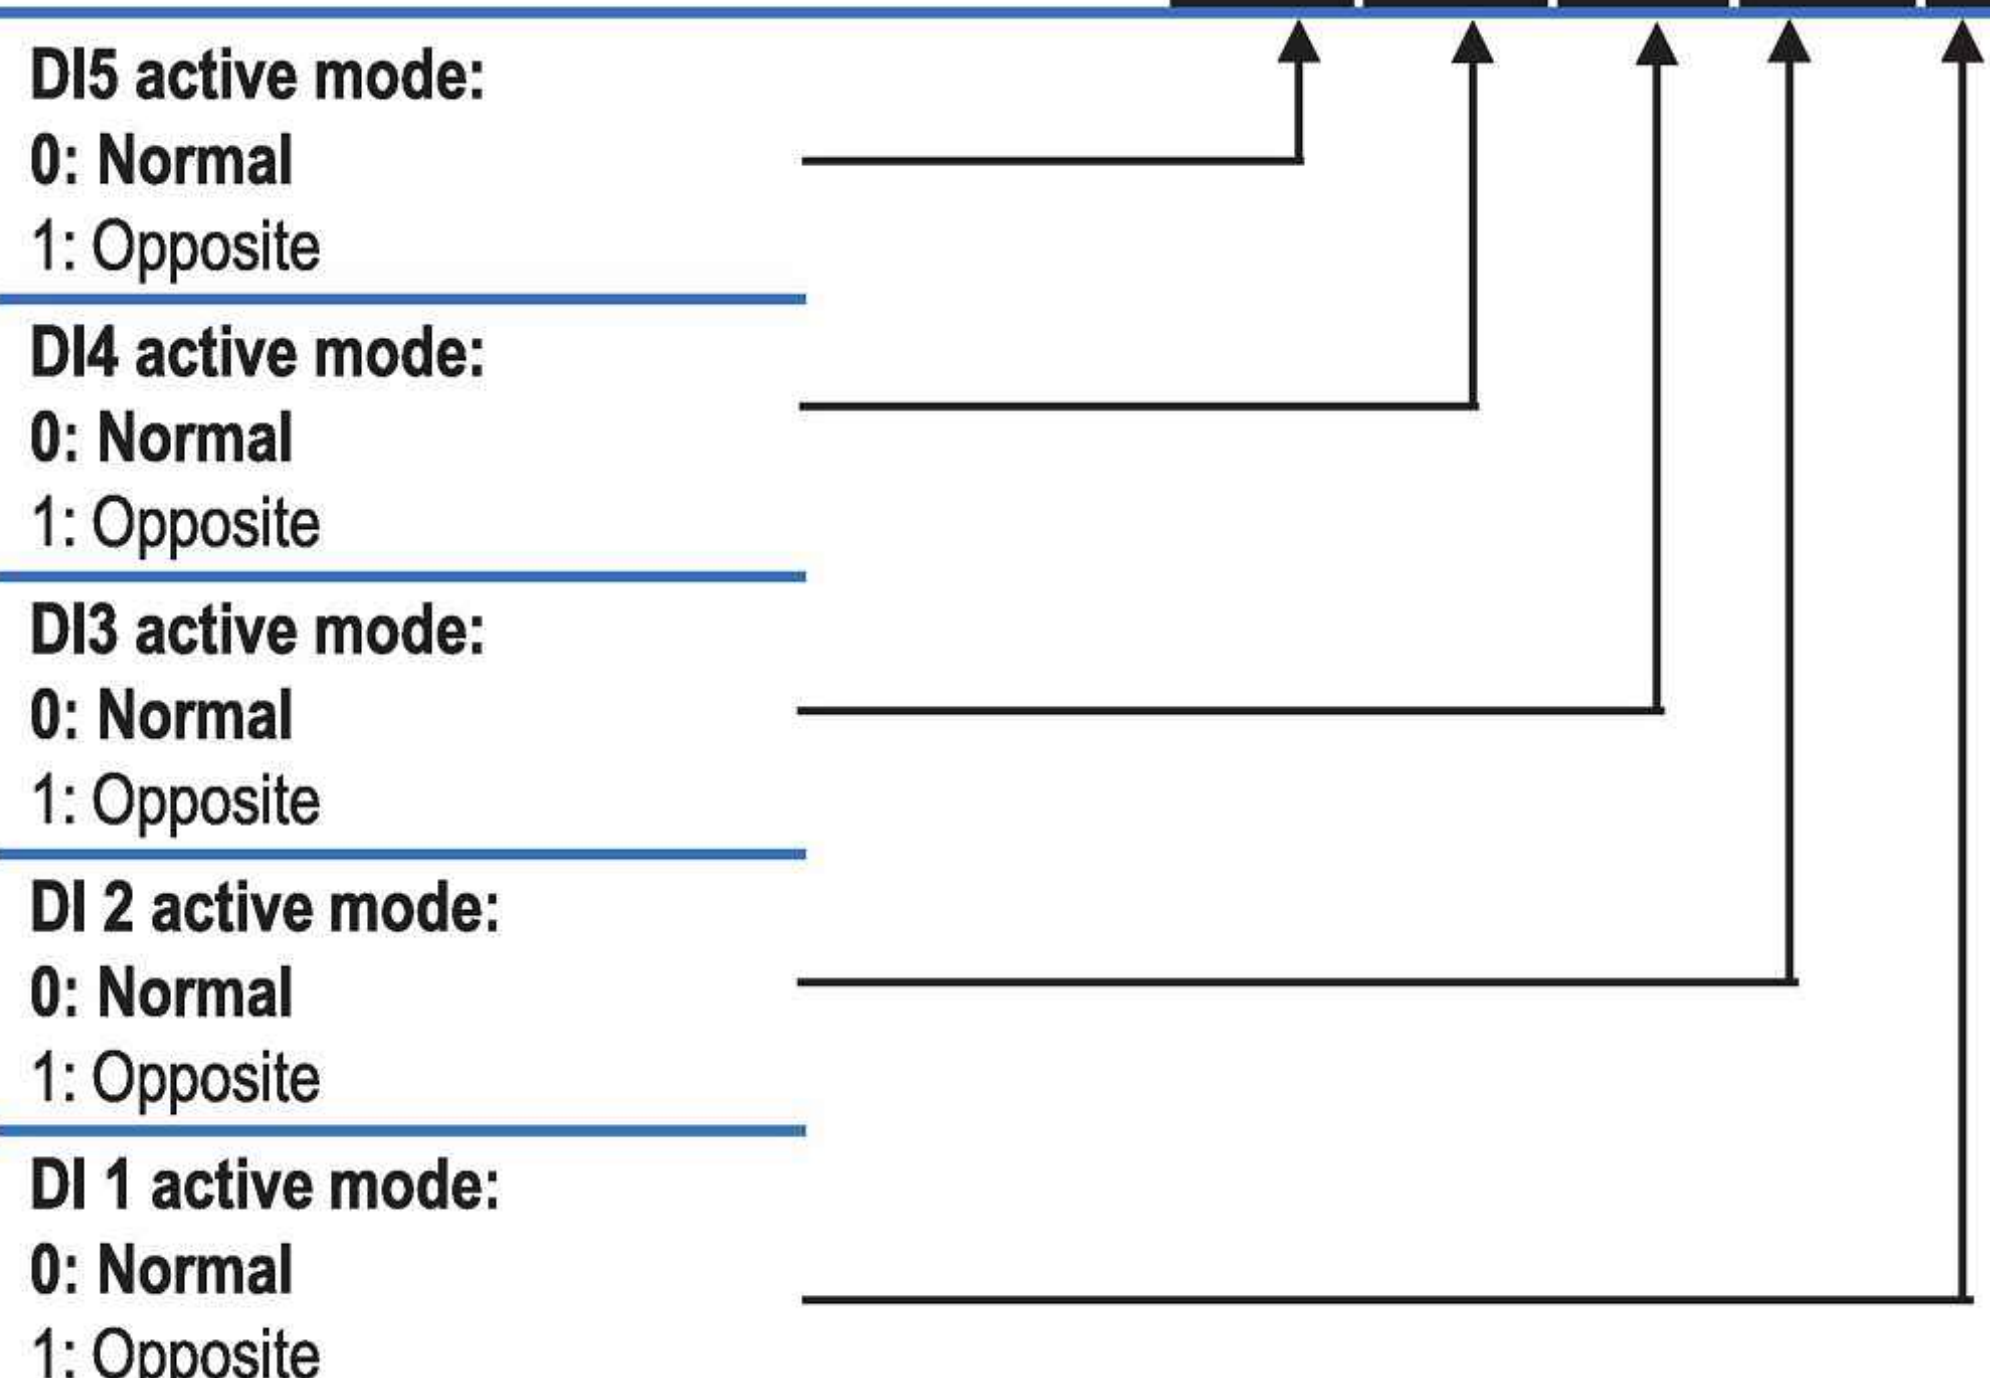 DI5 active mode:
0: Normal
1: Opposite
DI4 active mode:
0: Normal
1: Opposite
DI3 active mode:
0: Normal
1: Opposite
DI 2 active mode:
0: Normal
1: Opposite
DI 1 active mode:
0: Normal
1: Opposite